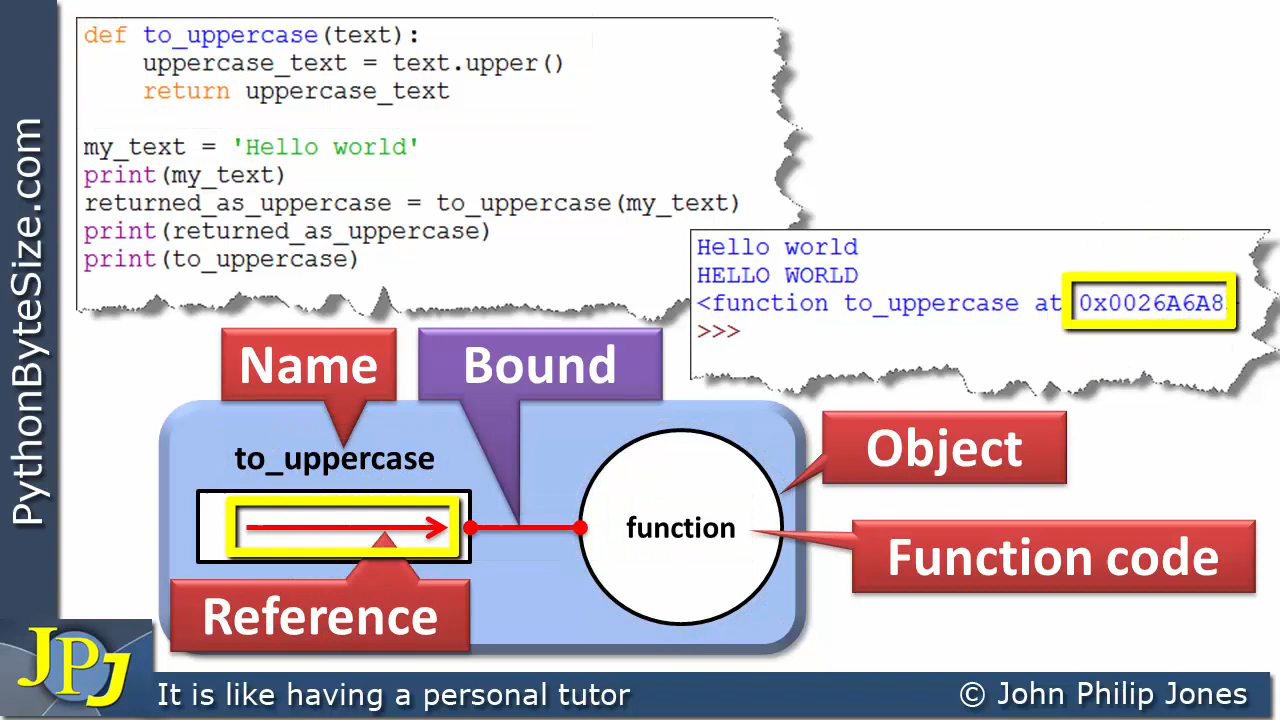 PythonByteSize.com
def to_uppercase(text):
    uppercase_text = text.upper()
    return uppercase_text
my_text = 'Hello world'
print(my_text)
returned_as_uppercase = to_uppercase(my_text)
print(returned_as_uppercase)
print(to_uppercase)
Hello world
HELLO WORLD
<function to_uppercase at 0x0026A6A8
>>>
Name
Bound
to_uppercase
Object
function
Function code
Reference
JPJ
It is like having a personal tutor
© John Philip Jones